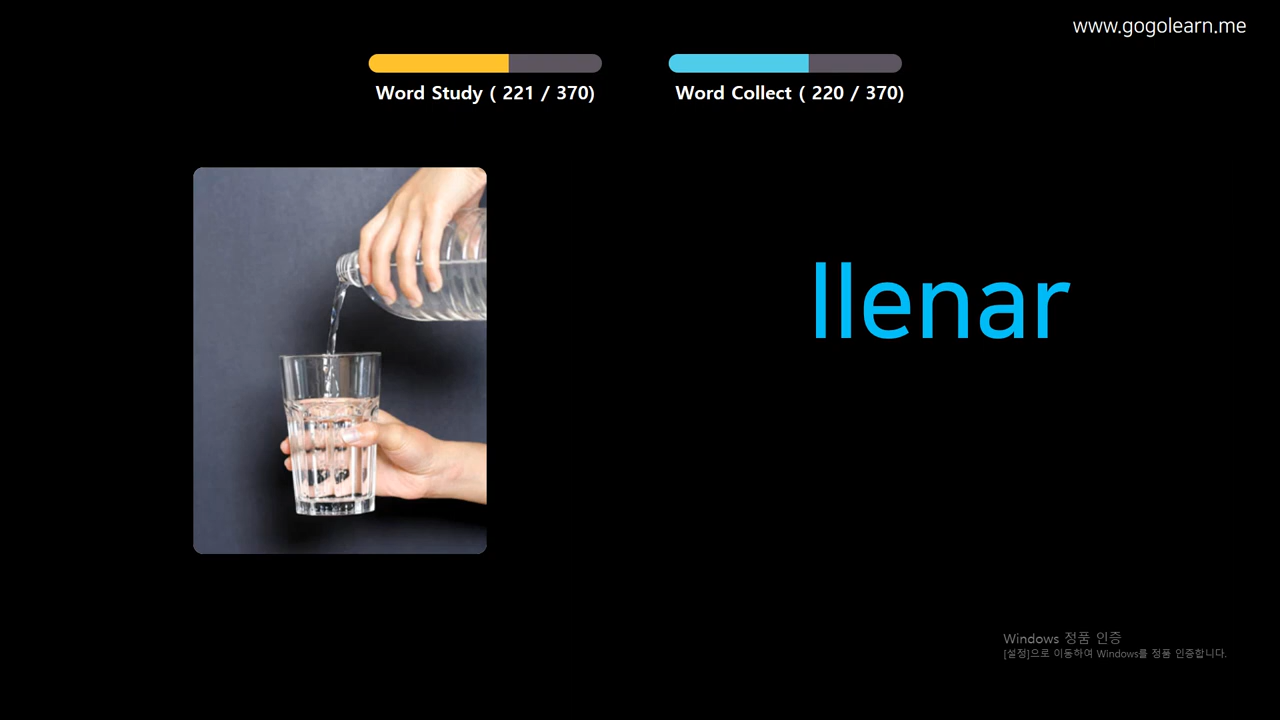 www.gogolearn.me
Word Study ( 221 / 370)
Word Collect ( 220 / 370)
llenar
Windows 정품 인증
[설정]으로 이동하여 Windows를 정품 인증합니다.